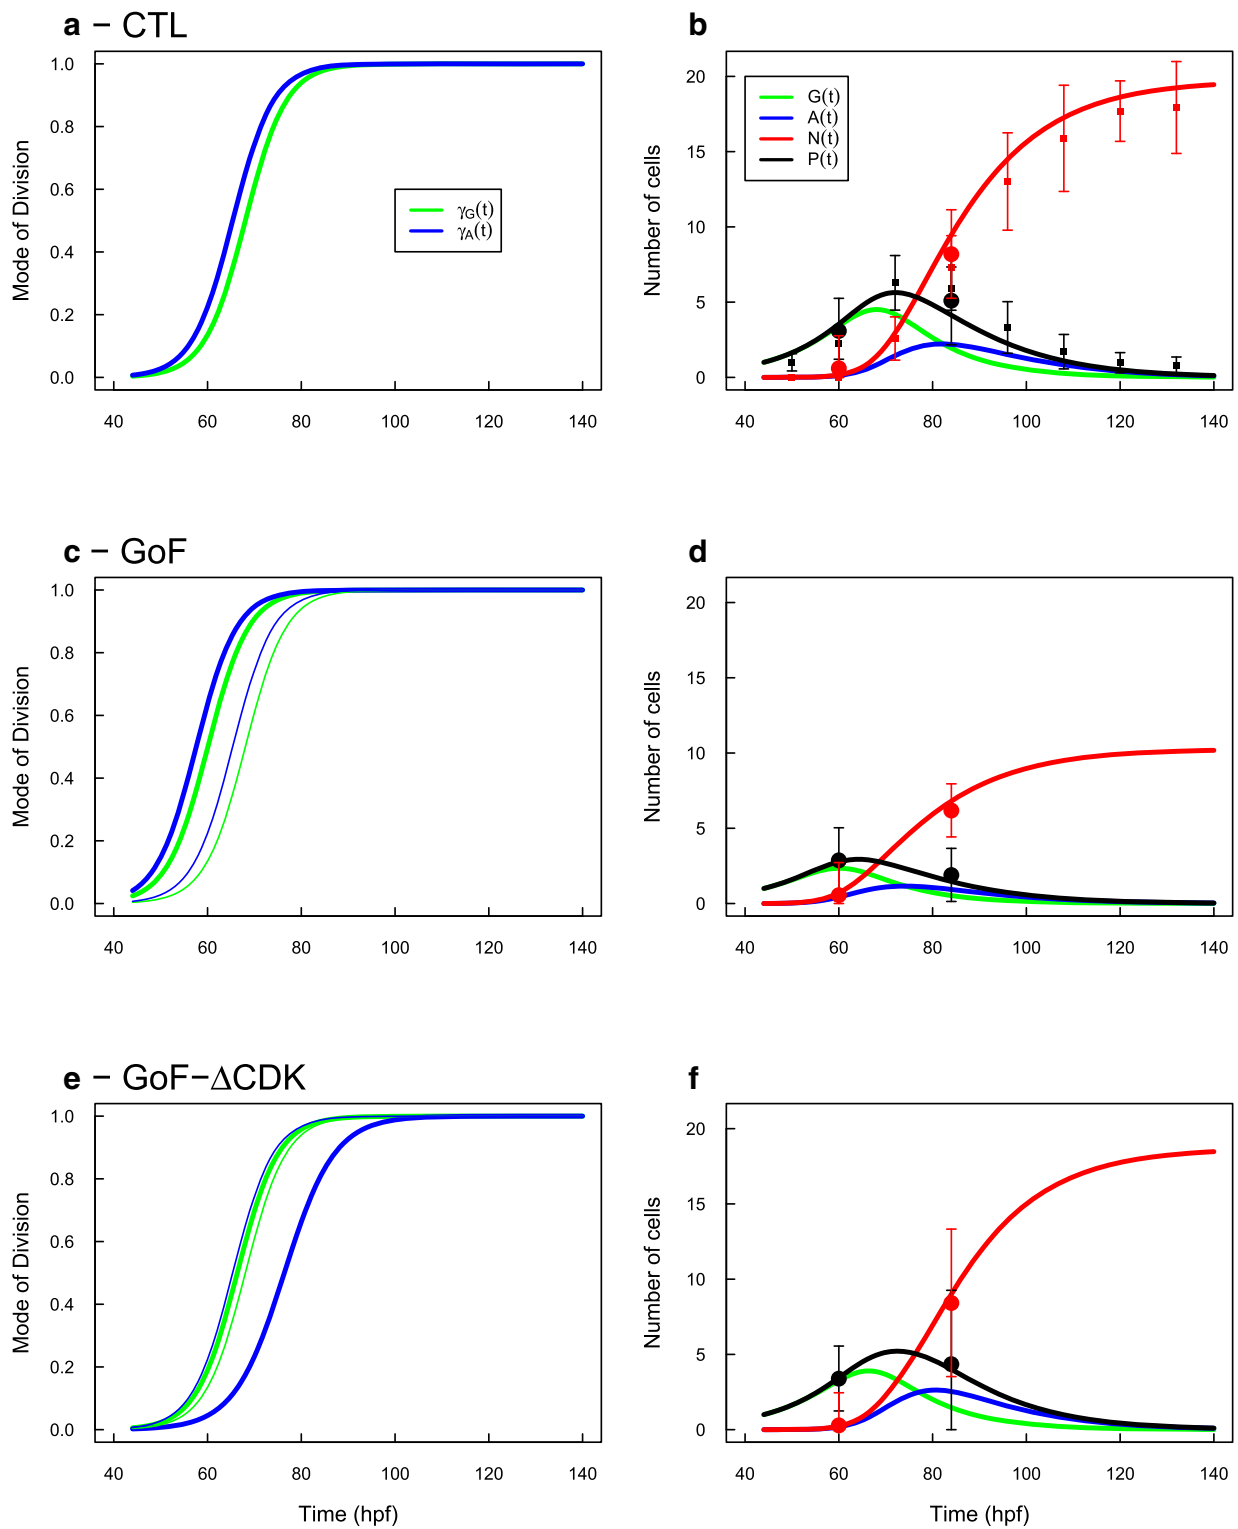 a – CTL
Mode of Division
1.0
0.8
0.6
0.4
0.2
0.0
γG(t)
γA(t)
40 60 80 100 120 140
b
Number of cells
20
15
10
5
0
G(t)
A(t)
N(t)
P(t)
40 60 80 100 120 140
c – GoF
Mode of Division
1.0
0.8
0.6
0.4
0.2
0.0
40 60 80 100 120 140
d
Number of cells
20
15
10
5
0
40 60 80 100 120 140
e – GoF–ΔCDK
Mode of Division
1.0
0.8
0.6
0.4
0.2
0.0
40 60 80 100 120 140
Time (hpf)
f
Number of cells
20
15
10
5
0
40 60 80 100 120 140
Time (hpf)